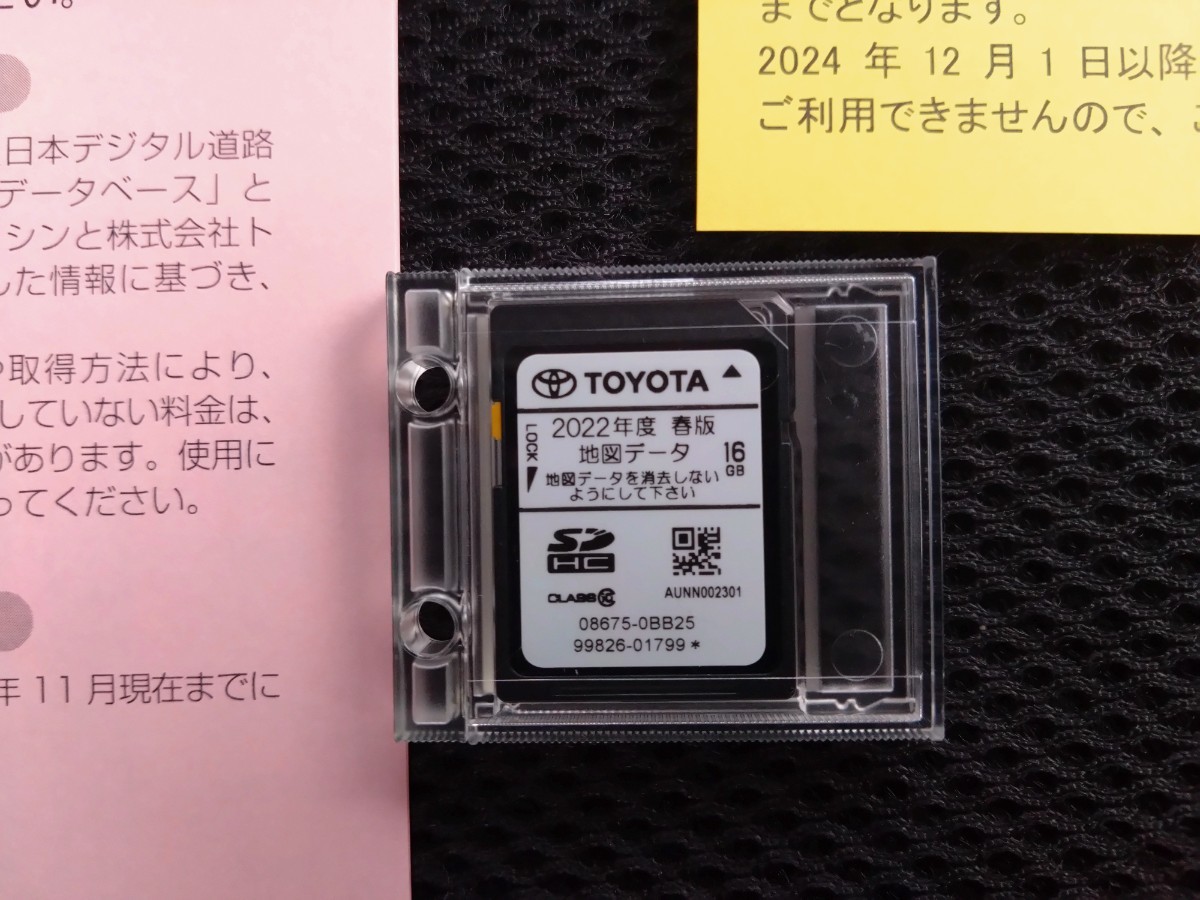 さい。
日本デジタル道路
データベース」と
シンと株式会社ト
した情報に基づき、
取得方法により、
していない料金は、
があります。使用に
ってください。
年 11 月現在までに
までとなります。
2024 年 12 月 1 日以降
ご利用できませんので、
TOYOTA ▲
LOCK
2022年度 春版
地図データ
16
GB
地図データを消去しない
ようにして下さい
SD
HC
CLASS 10
AUNN002301
08675-0BB25
99826-01799 *